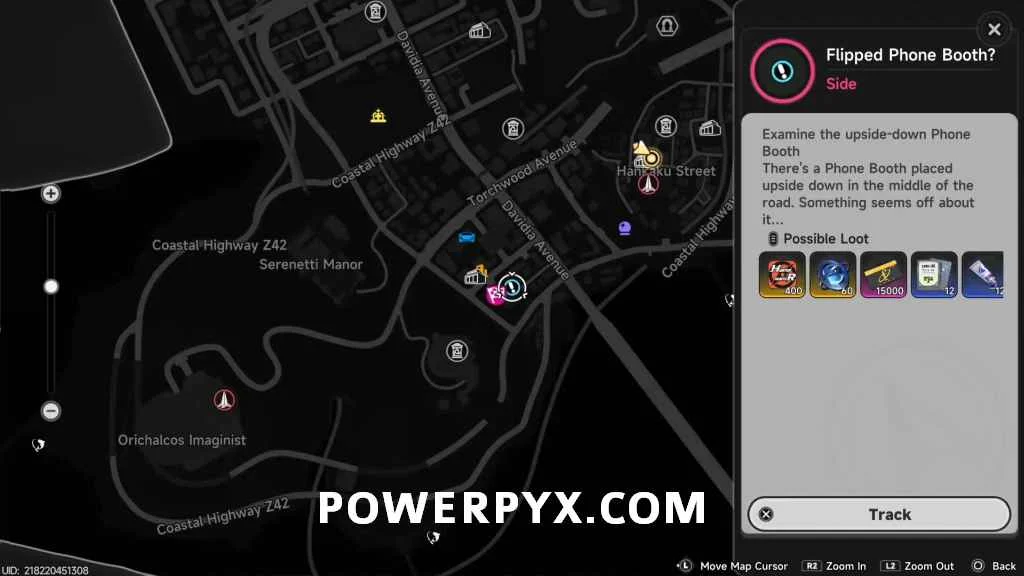 Flipped Phone Booth?
Side
Examine the upside-down Phone
Booth
There's a Phone Booth placed
upside down in the middle of the
road. Something seems off about
it...
Possible Loot
400
60
15000
12
12
Track
Davidia Avenue
Coastal Highway Z42
Torchwood Avenue
Hankaku Street
Davidia Avenue
Coastal Highway
Coastal Highway Z42
Serenetti Manor
Orichalcos Imaginist
Coastal Highway Z42
POWERPYX.COM
UID: 218220451308
L Move Map Cursor R2 Zoom In L2 Zoom Out Back